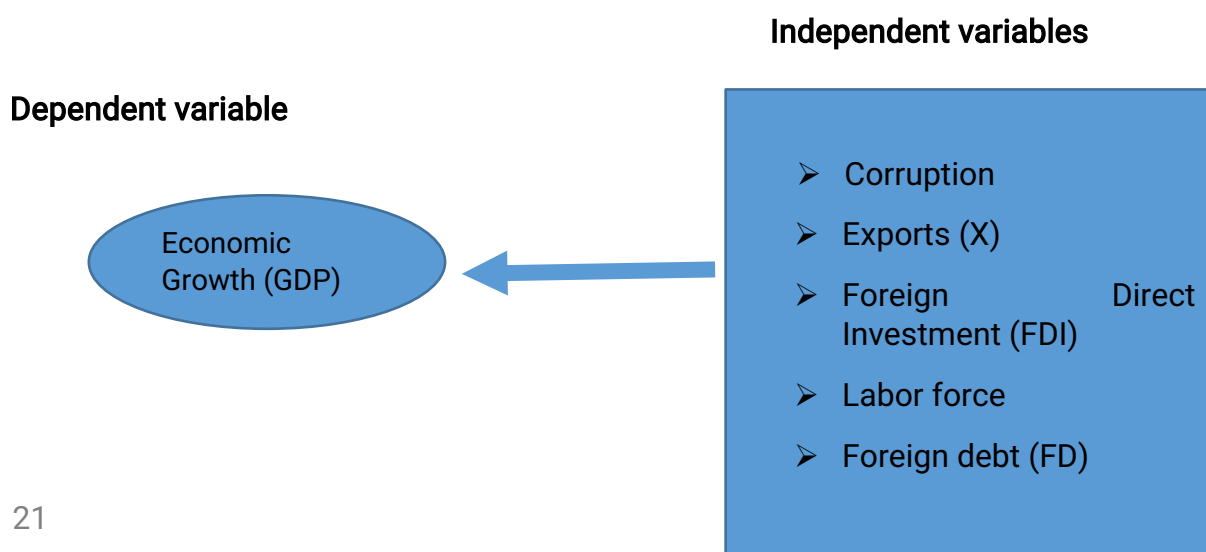 Independent variables
Dependent variable
➢ Corruption
➢ Exports (X)
➢ Foreign Direct
Investment (FDI)
➢ Labor force
➢ Foreign debt (FD)
Economic
Growth (GDP)
21